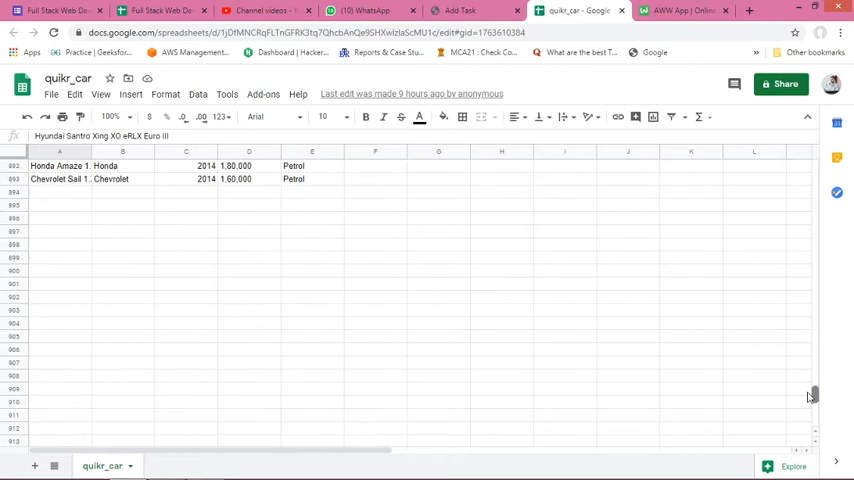 Full Stack Web De
Full Stack Web De
Channel videos - Y
(10) WhatsApp
Add Task
quikr_car - Google
AWW App | Online
docs.google.com/spreadsheets/d/1jDfMNCRqFLTnGFRK3tq7QhcbAnQe9SHXwlzlaScMU1c/edit#gid=1763610384
Apps
Practice | Geeksfor...
AWS Management...
Dashboard | Hacker...
Reports & Case Stu...
MCA21 : Check Co...
What are the best T...
Google
Other bookmarks
quikr_car
Share
File Edit View Insert Format Data Tools Add-ons Help Last edit was made 9 hours ago by anonymous
100% $ % .0 .00 123 Arial 10 B I S A
fx Hyundai Santro Xing XO eRLX Euro III
A B C D E F G H I J K L
892 Honda Amaze 1. Honda 2014 1,80,000 Petrol
893 Chevrolet Sail 1.2 Chevrolet 2014 1,60,000 Petrol
894
895
896
897
898
899
900
901
902
903
904
905
906
907
908
909
910
911
912
913
quikr_car
Explore